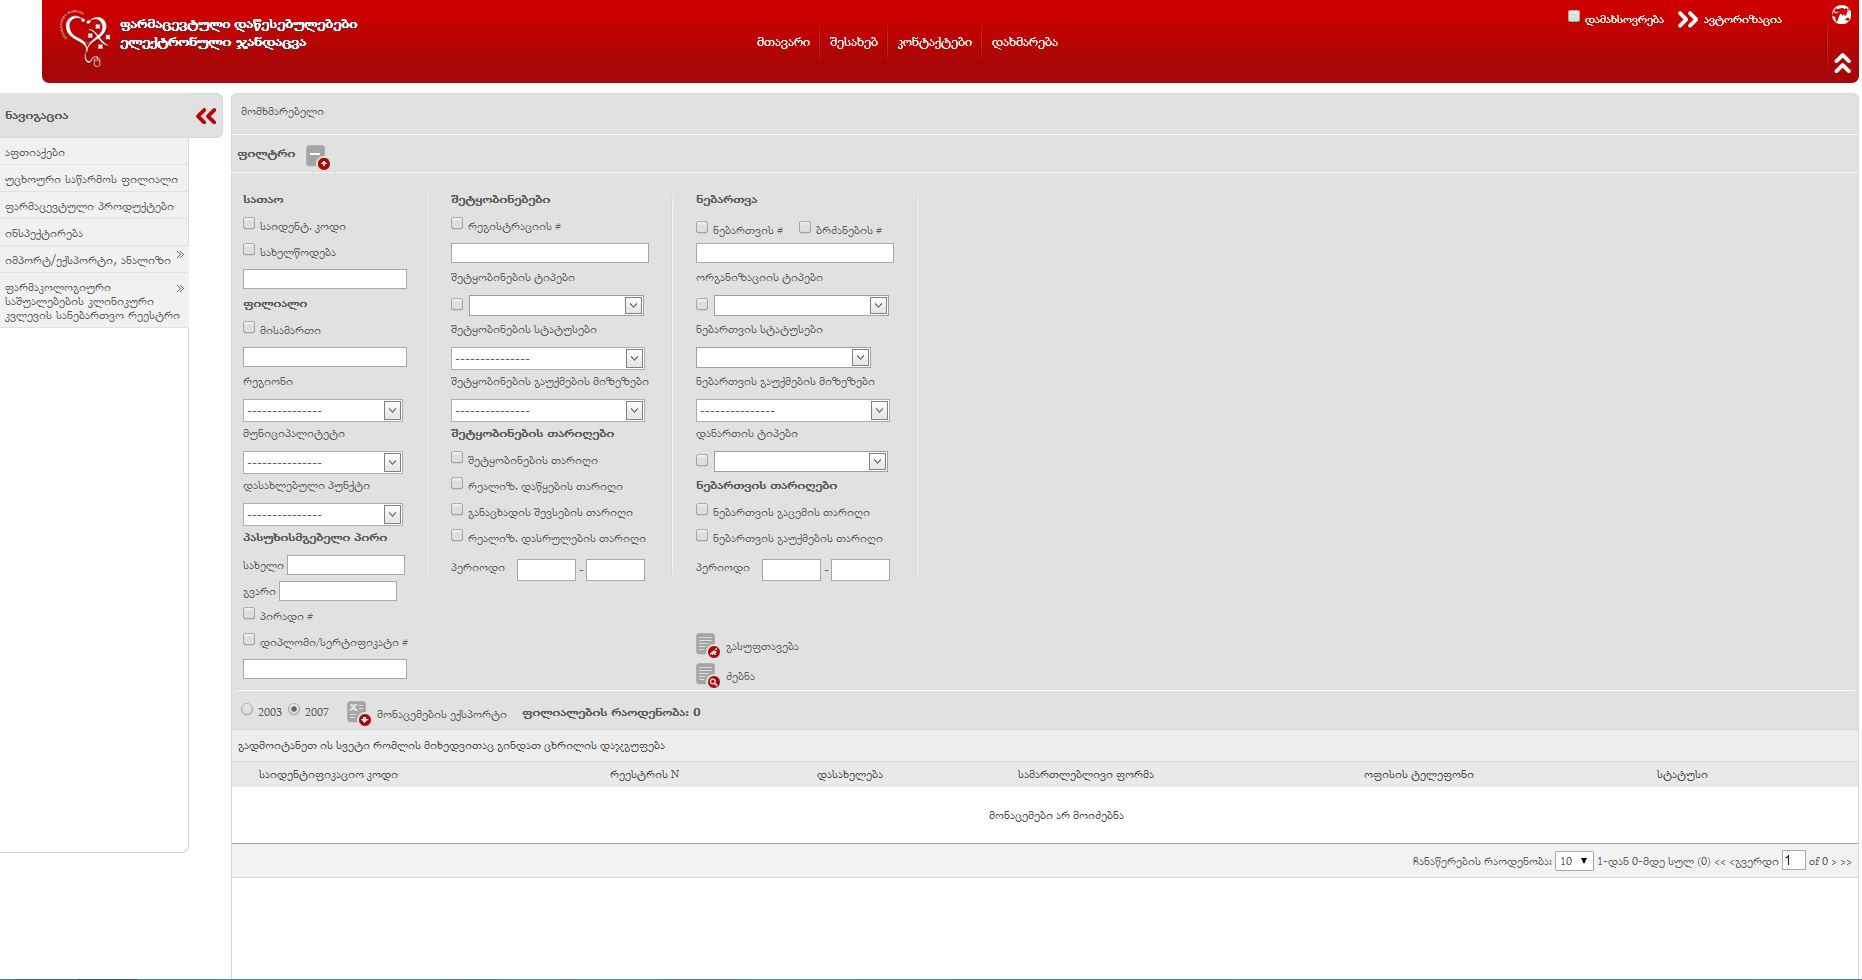 ფარმაცევტული დაწესებულებები
ელექტრონული ჯანდაცვა
მთავარი
შესახებ
კონტაქტები
დახმარება
დამახსოვრება
ავტორიზაცია
ნავიგაცია
აფთიაქები
უცხოური საწარმოს ფილიალი
ფარმაცევტული პროდუქტები
ინსპექტირება
იმპორტ/ექსპორტი, ანალიზი
ფარმაკოლოგიური
საშუალებების კლინიკური
კვლევის სანებართვო რეესტრი
მომხმარებელი
ფილტრი
სათაო
საიდენტ. კოდი
სახელწოდება
ფილიალი
მისამართი
რეგიონი
---------------
მუნიციპალიტეტი
---------------
დასახლებული პუნქტი
---------------
პასუხისმგებელი პირი
სახელი
გვარი
პირადი #
დიპლომი/სერტიფიკატი #
შეტყობინებები
რეგისტრაციის #
შეტყობინების ტიპები
შეტყობინების სტატუსები
---------------
შეტყობინების გაუქმების მიზეზები
---------------
შეტყობინების თარიღები
შეტყობინების თარიღი
რეალიზ. დაწყების თარიღი
განაცხადის შევსების თარიღი
რეალიზ. დასრულების თარიღი
პერიოდი -
ნებართვა
ნებართვის # ბრძანების #
ორგანიზაციის ტიპები
ნებართვის სტატუსები
ნებართვის გაუქმების მიზეზები
---------------
დანართის ტიპები
ნებართვის თარიღები
ნებართვის გაცემის თარიღი
ნებართვის გაუქმების თარიღი
პერიოდი -
გასუფთავება
ძებნა
2003 2007 მონაცემების ექსპორტი ფილიალების რაოდენობა: 0
გადმოიტანეთ ის სვეტი რომლის მიხედვითაც გინდათ ცხრილის დაჯგუფება
საიდენტიფიკაციო კოდი რეესტრის N დასახელება სამართლებლივი ფორმა ოფისის ტელეფონი სტატუსი
მონაცემები არ მოიძებნა
ჩანაწერების რაოდენობა: 10 1-დან 0-მდე სულ (0) << <გვერდი 1 of 0 > >>